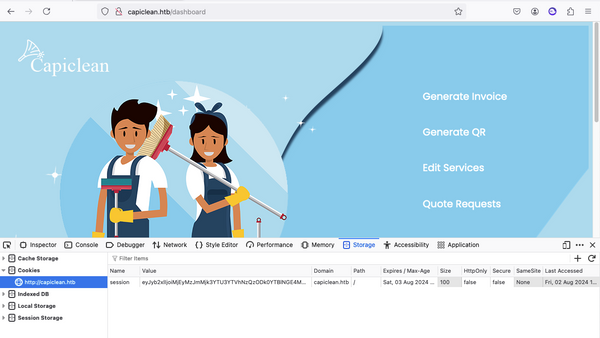 capiclean.htb/dashboard
Capiclean
Generate Invoice
Generate QR
Edit Services
Quote Requests
Inspector Console Debugger Network Style Editor Performance Memory Storage Accessibility Application
Cache Storage
Filter Items
Cookies
Name Value Domain Path Expires / Max-Age Size HttpOnly Secure SameSite Last Accessed
http://capiclean.htb
session capiclean.htb / Sat, 03 Aug 2024 ... 100 false false None Fri, 02 Aug 2024 1...
Indexed DB
Local Storage
Session Storage